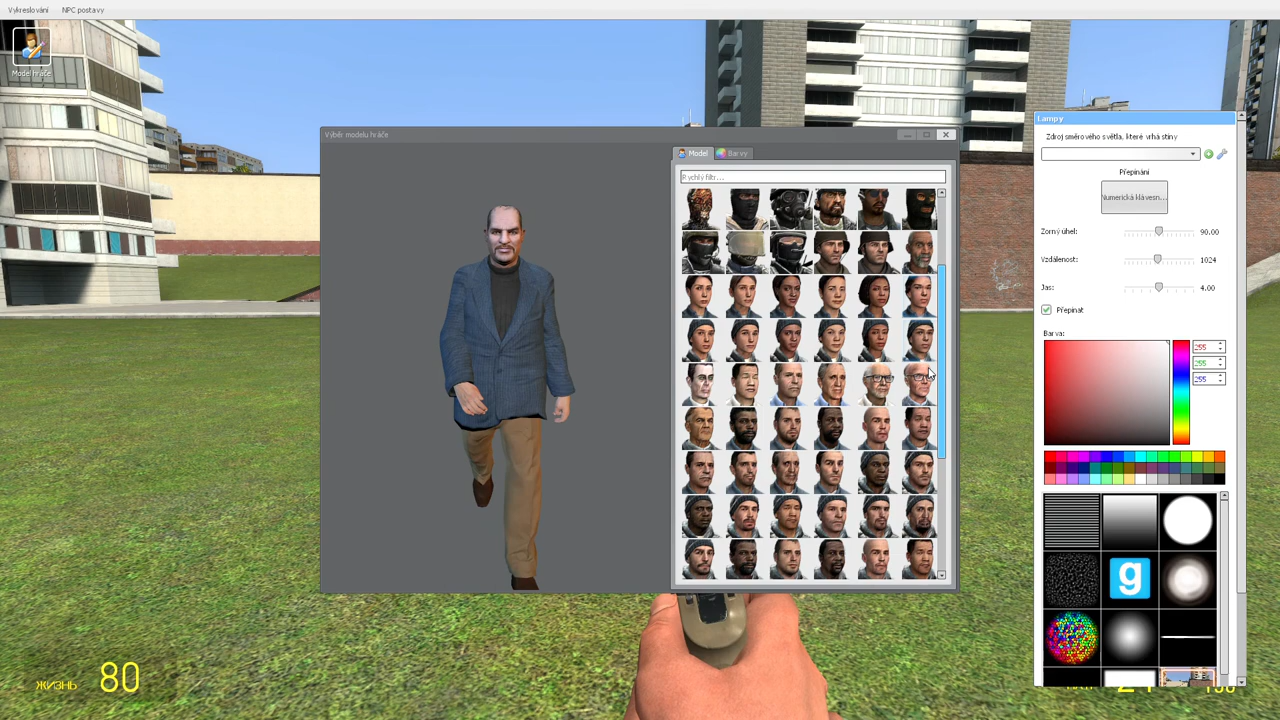 Vykreslování NPC postavy
Model hráče
Výběr modelu hráče
Model Barvy
Rychlý filtr...
Lampy
Zdroj směrového světla, které vrhá stíny
Přepínání
Numerická klávesn...
Zorný úhel: 90.00
Vzdálenost: 1024
Jas: 4.00
Přepínat
Barva:
255
255
255
g
ЖИЗНЬ 80